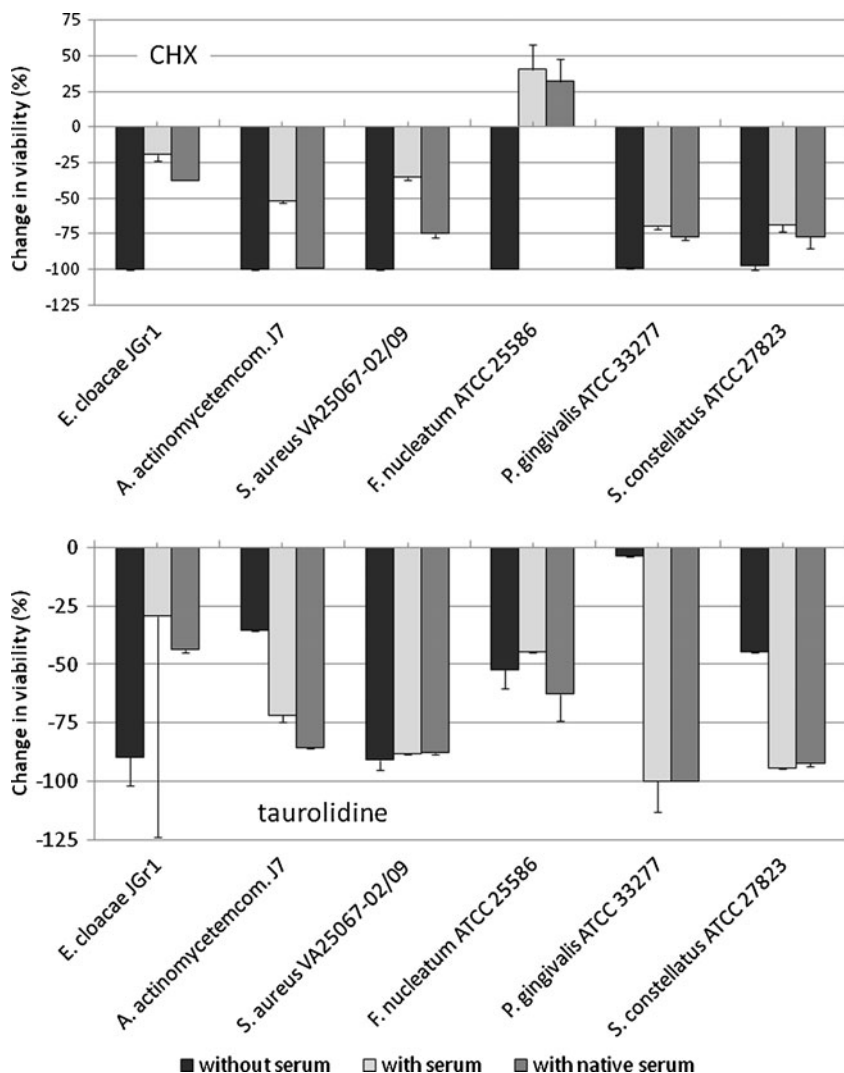 CHX
Change in viability (%)
75
50
25
0
-25
-50
-75
-100
-125
E. cloacae JGr1
A. actinomycetemcom. J7
S. aureus VA25067-02/09
F. nucleatum ATCC 25586
P. gingivalis ATCC 33277
S. constellatus ATCC 27823
Change in viability (%)
0
-25
-50
-75
-100
-125
taurolidine
E. cloacae JGr1
A. actinomycetemcom. J7
S. aureus VA25067-02/09
F. nucleatum ATCC 25586
P. gingivalis ATCC 33277
S. constellatus ATCC 27823
without serum with serum with native serum